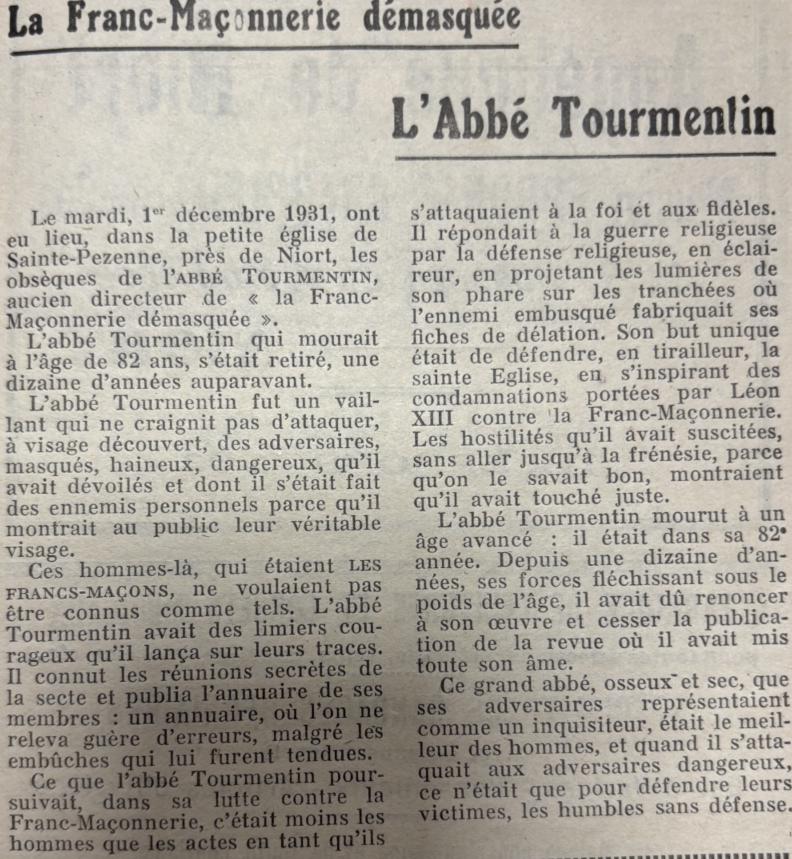 La Franc-Maçonnerie démasquée
L'Abbé Tourmentin
Le mardi, 1er décembre 1931, ont
eu lieu, dans la petite église de
Sainte-Pezenne, près de Niort, les
obsèques de l'ABBÉ TOURMENTIN,
aucien directeur de « la Franc-
Maçonnerie démasquée ».
L'abbé Tourmentin qui mourait
à l'âge de 82 ans, s'était retiré, une
dizaine d'années auparavant.
L'abbé Tourmentin fut un vail-
lant qui ne craignit pas d'attaquer,
à visage découvert, des adversaires,
masqués, haineux, dangereux, qu'il
avait dévoilés et dont il s'était fait
des ennemis personnels parce qu'il
montrait au public leur véritable
visage.
Ces hommes-là, qui étaient LES
FRANCS-MAÇONS, ne voulaient pas
être connus comme tels. L'abbé
Tourmentin avait des limiers cou-
rageux qu'il lança sur leurs traces.
Il connut les réunions secrètes de
la secte et publia l'annuaire de ses
membres : un annuaire, où l'on ne
releva guère d'erreurs, malgré les
embûches qui lui furent tendues.
Ce que l'abbé Tourmentin pour-
suivait, dans sa lutte contre la
Franc-Maçonnerie, c'était moins les
hommes que les actes en tant qu'ils
s'attaquaient à la foi et aux fidèles.
Il répondait à la guerre religieuse
par la défense religieuse, en éclai-
reur, en projetant les lumières de
son phare sur les tranchées où
l'ennemi embusqué fabriquait ses
fiches de délation. Son but unique
était de défendre, en tirailleur, la
sainte Eglise, en s'inspirant des
condamnations portées par Léon
XIII contre la Franc-Maçonnerie.
Les hostilités qu'il avait suscitées,
sans aller jusqu'à la frénésie, parce
qu'on le savait bon, montraient
qu'il avait touché juste.
L'abbé Tourmentin mourut à un
âge avancé : il était dans sa 82e
année. Depuis une dizaine d'an-
nées, ses forces fléchissant sous le
poids de l'âge, il avait dû renoncer
à son œuvre et cesser la publica-
tion de la revue où il avait mis
toute son âme.
Ce grand abbé, osseux et sec, que
ses adversaires représentaient
comme un inquisiteur, était le meil-
leur des hommes, et quand il s'atta-
quait aux adversaires dangereux,
ce n'était que pour défendre leurs
victimes, les humbles sans défense.